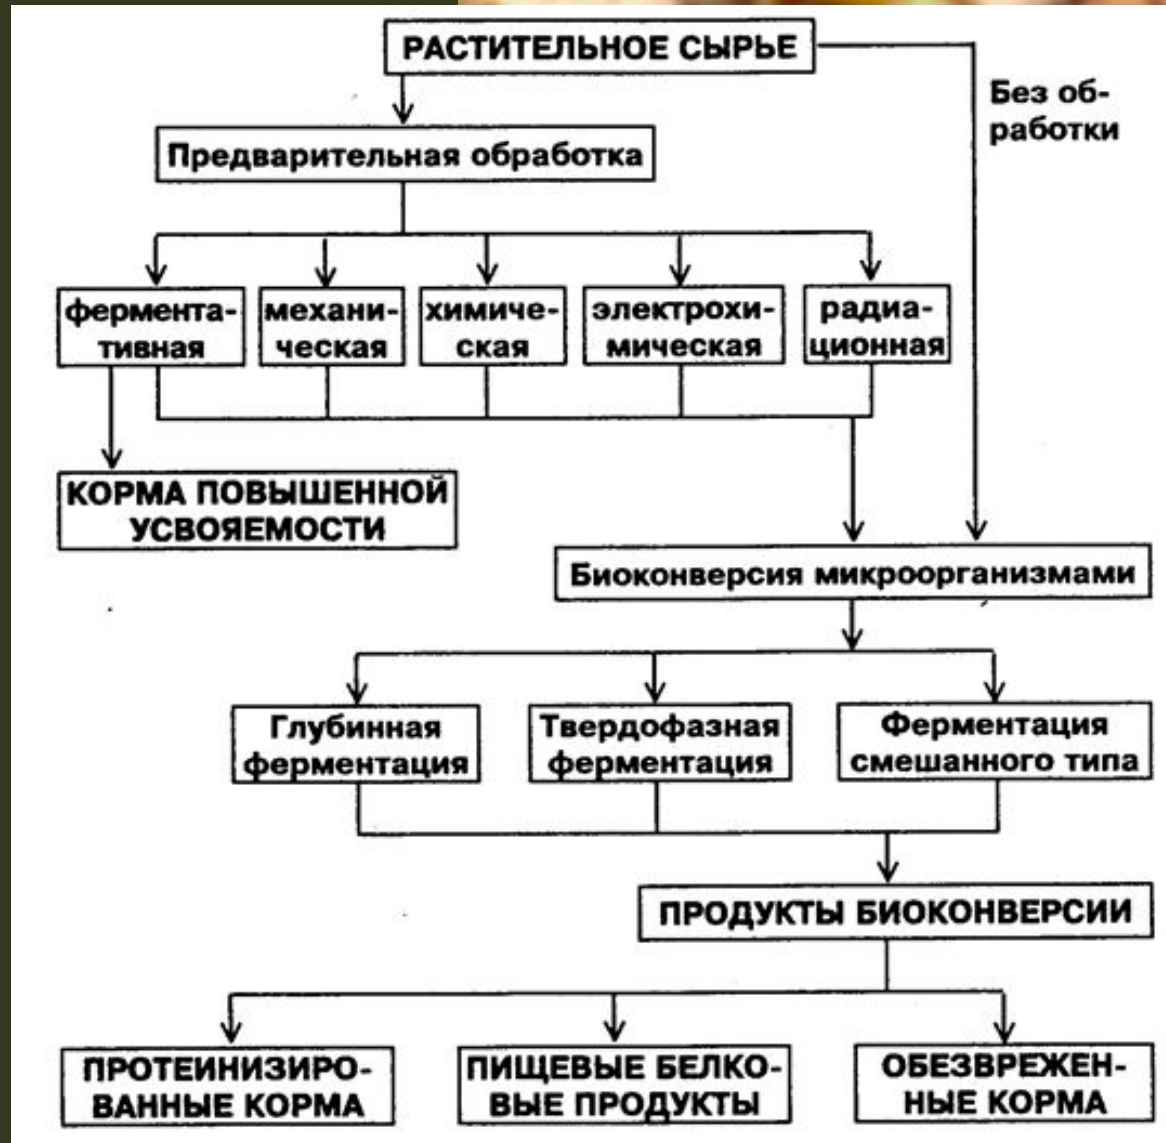 РАСТИТЕЛЬНОЕ СЫРЬЕ
Без об-
работки
Предварительная обработка
фермента-
тивная
механи-
ческая
химиче-
ская
электрохи-
мическая
радиа-
ционная
КОРМА ПОВЫШЕННОЙ
УСВОЯЕМОСТИ
Биоконверсия микроорганизмами
Глубинная
ферментация
Твердофазная
ферментация
Ферментация
смешанного типа
ПРОДУКТЫ БИОКОНВЕРСИИ
ПРОТЕИНИЗИРО-
ВАННЫЕ КОРМА
ПИЩЕВЫЕ БЕЛКО-
ВЫЕ ПРОДУКТЫ
ОБЕЗВРЕЖЕН-
НЫЕ КОРМА